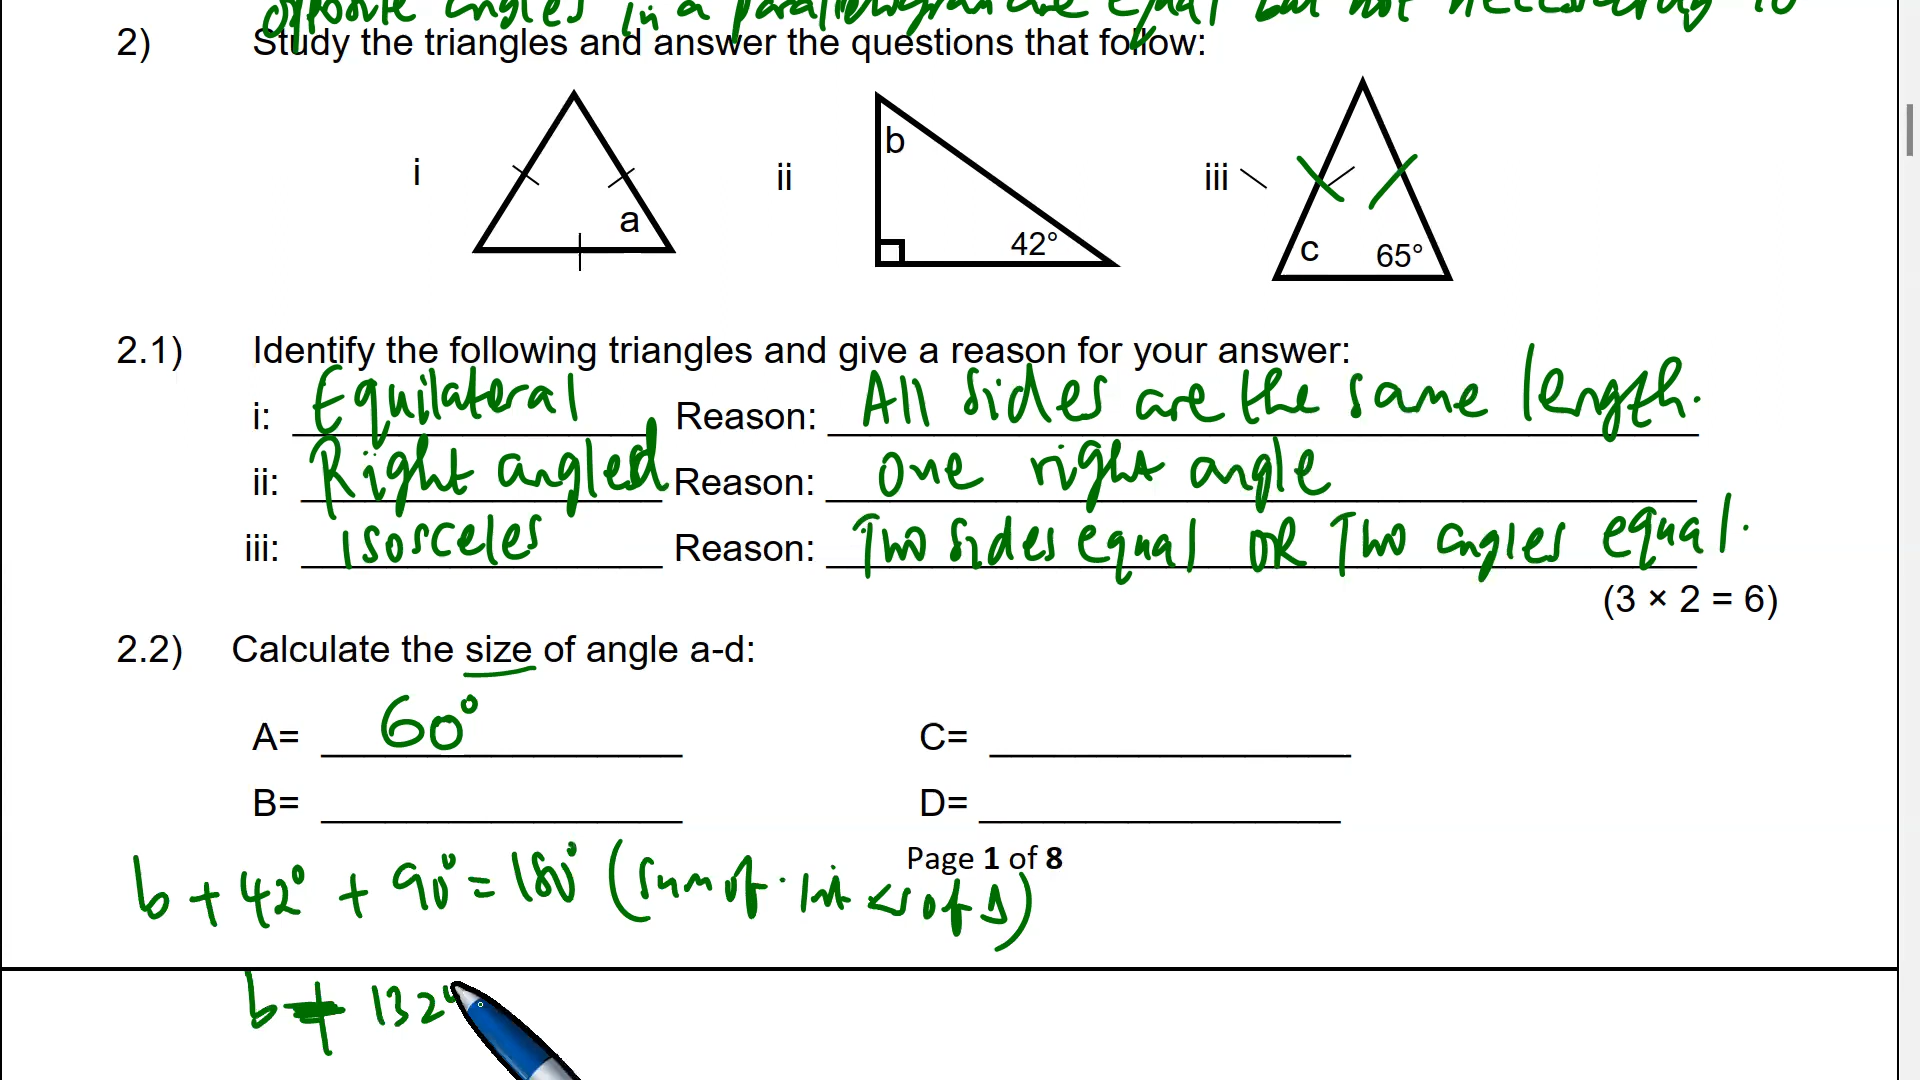 opposite angles in a parallelogram are equal but not necessarily to
2) Study the triangles and answer the questions that follow:
i a ii b 42° iii c 65°
2.1) Identify the following triangles and give a reason for your answer:
i: Equilateral Reason: All sides are the same length.
ii: Right angled Reason: One right angle
iii: Isosceles Reason: Two sides equal OR Two angles equal.
(3 × 2 = 6)
2.2) Calculate the size of angle a-d:
A= 60° C=
B= D=
Page 1 of 8
b + 42° + 90° = 180° (sum of int <s of Δ)
b + 132°